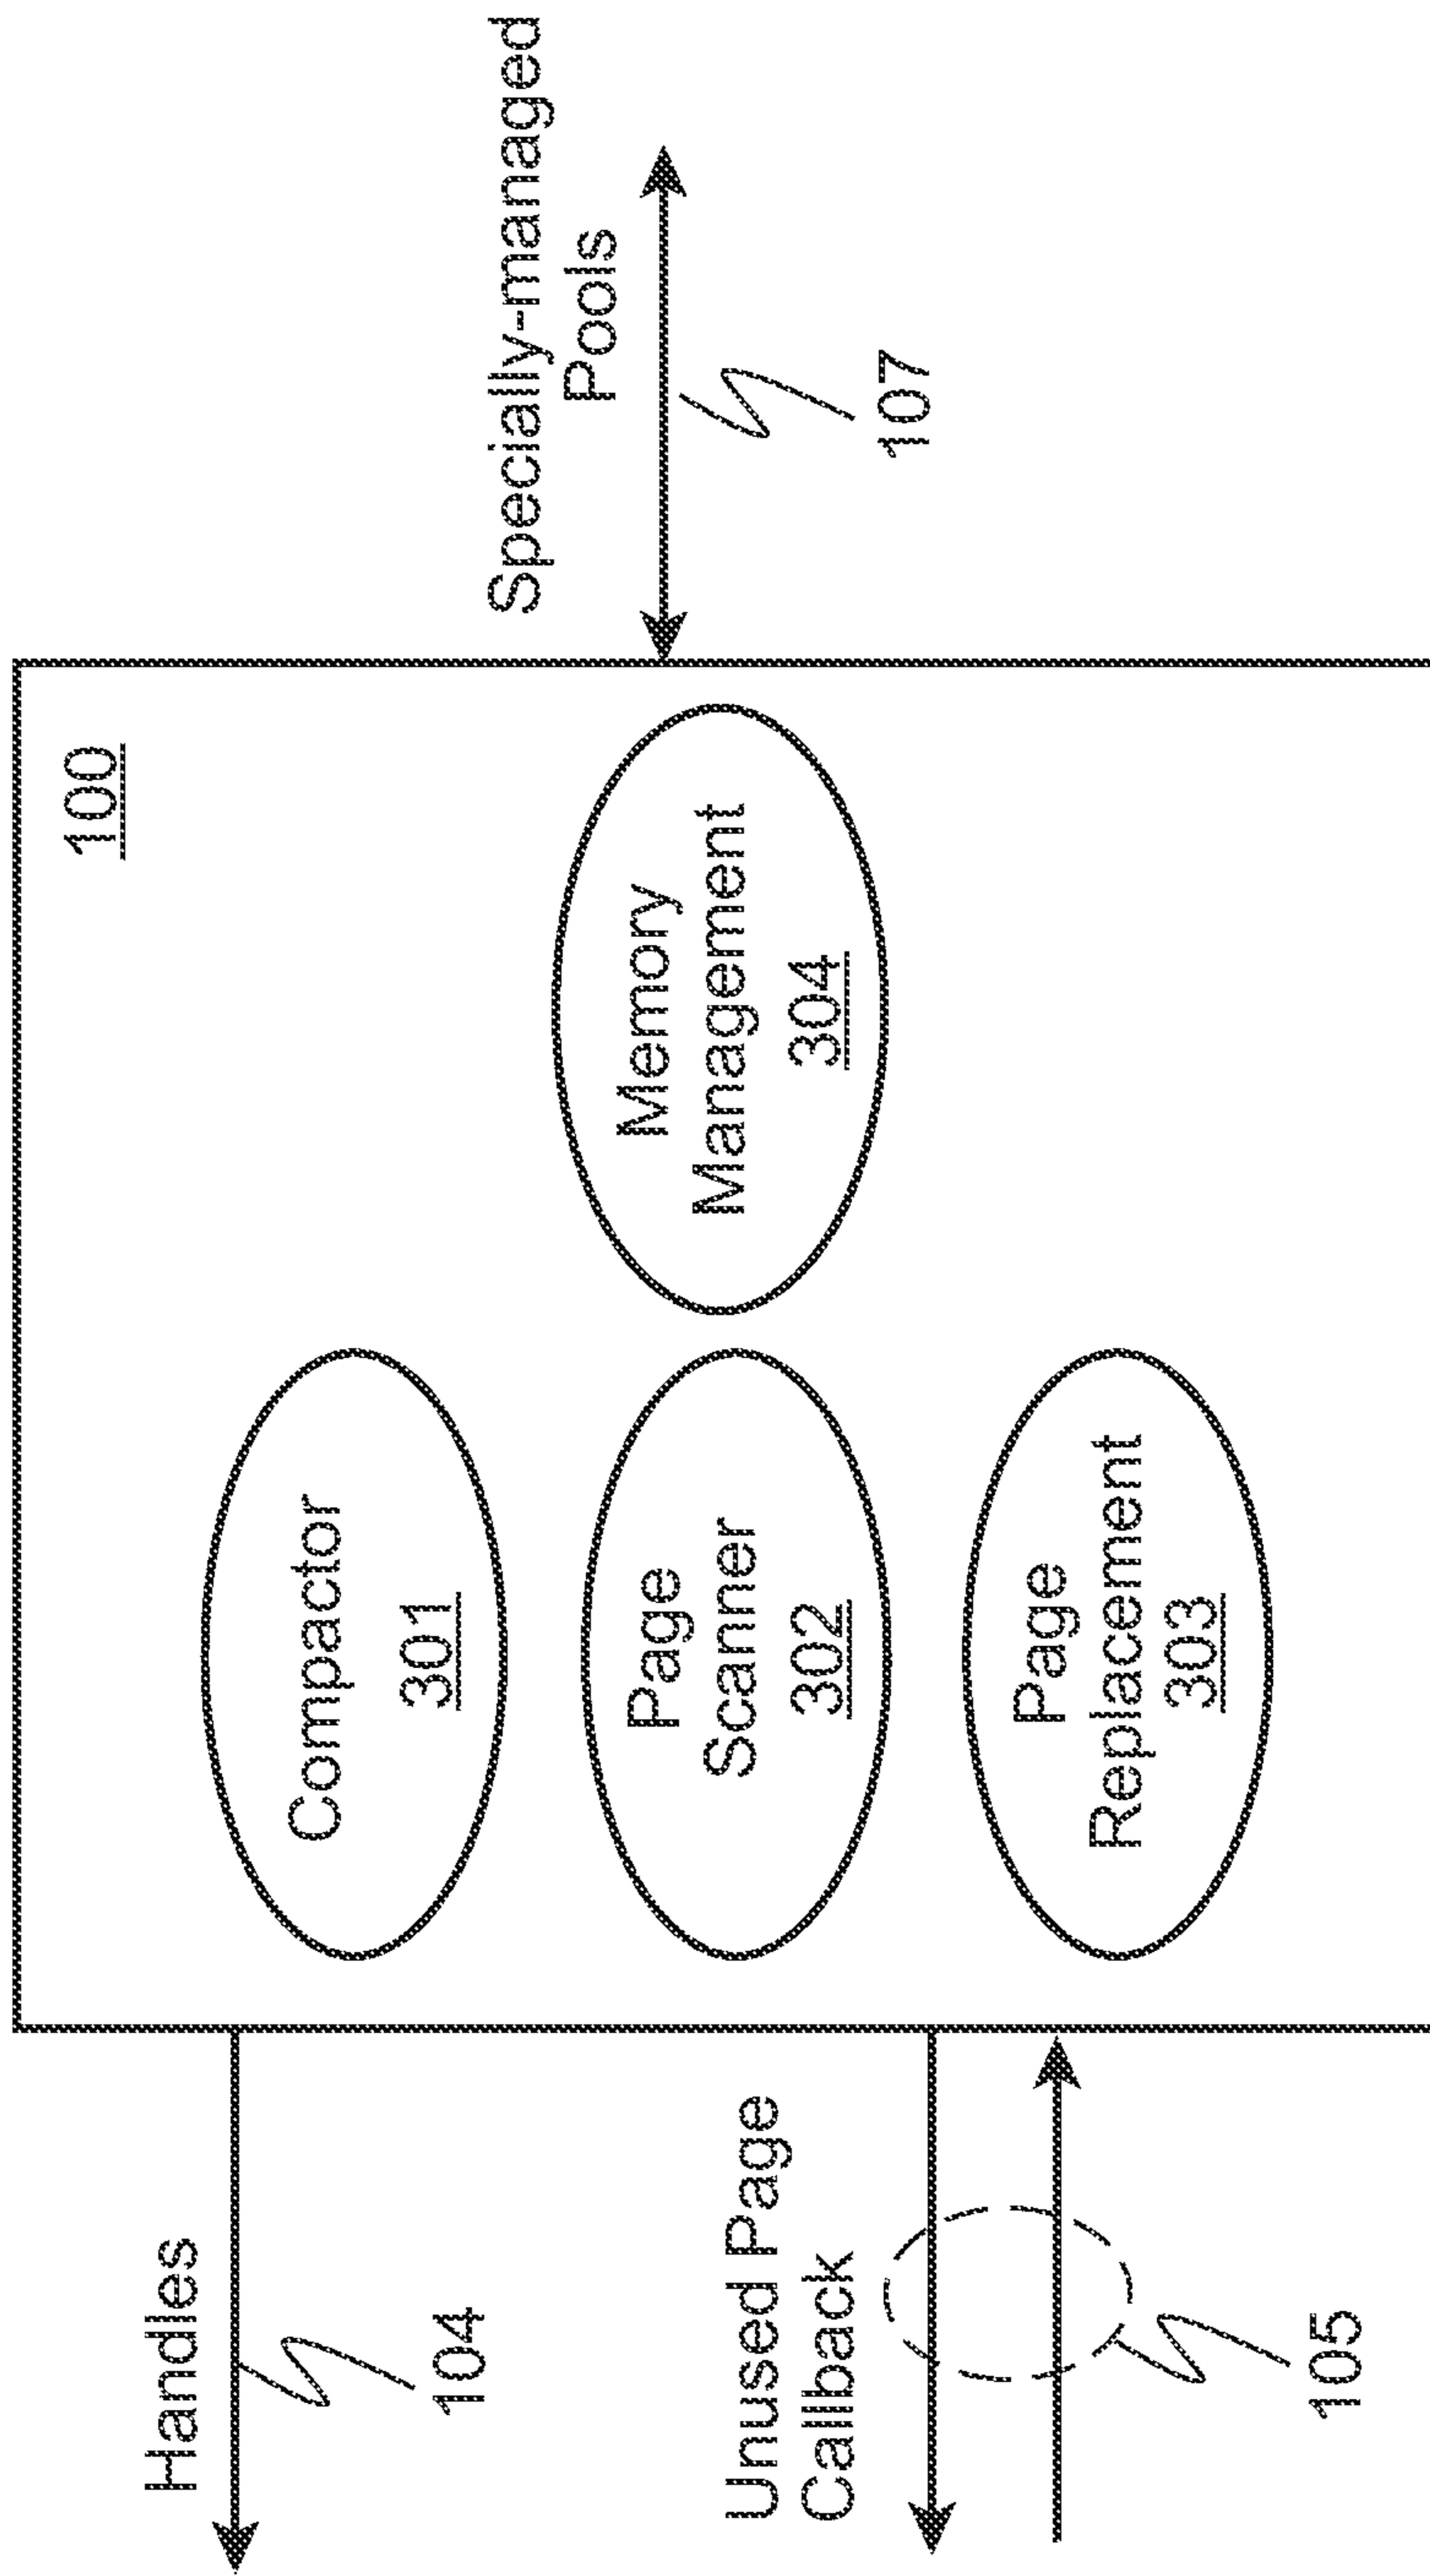 Handles
104
Unused Page
Callback
105
100
Compactor
301
Page
Scanner
302
Page
Replacement
303
Memory
Management
304
Specially-managed
Pools
107